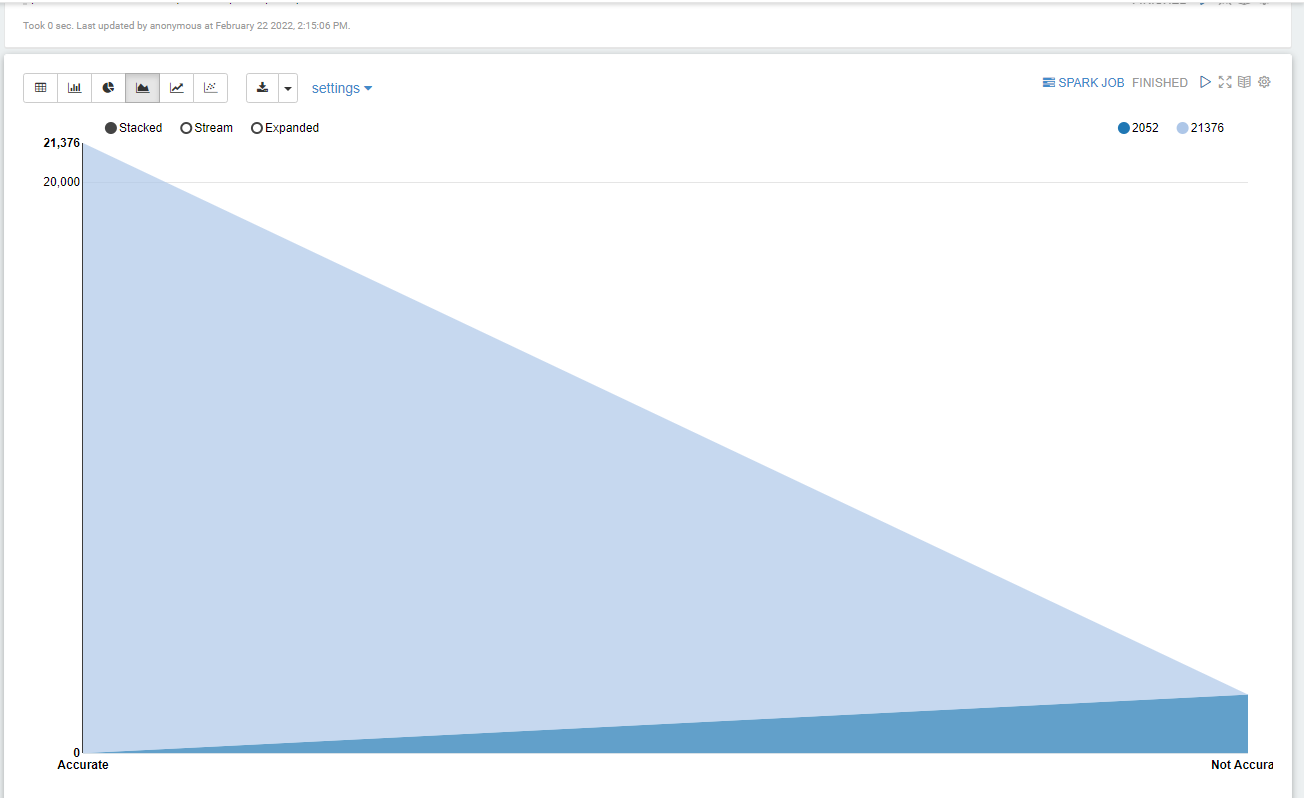 Took 0 sec. Last updated by anonymous at February 22 2022, 2:15:06 PM.
settings
SPARK JOB FINISHED
Stacked Stream Expanded
2052 21376
21,376
20,000
0
Accurate Not Accura